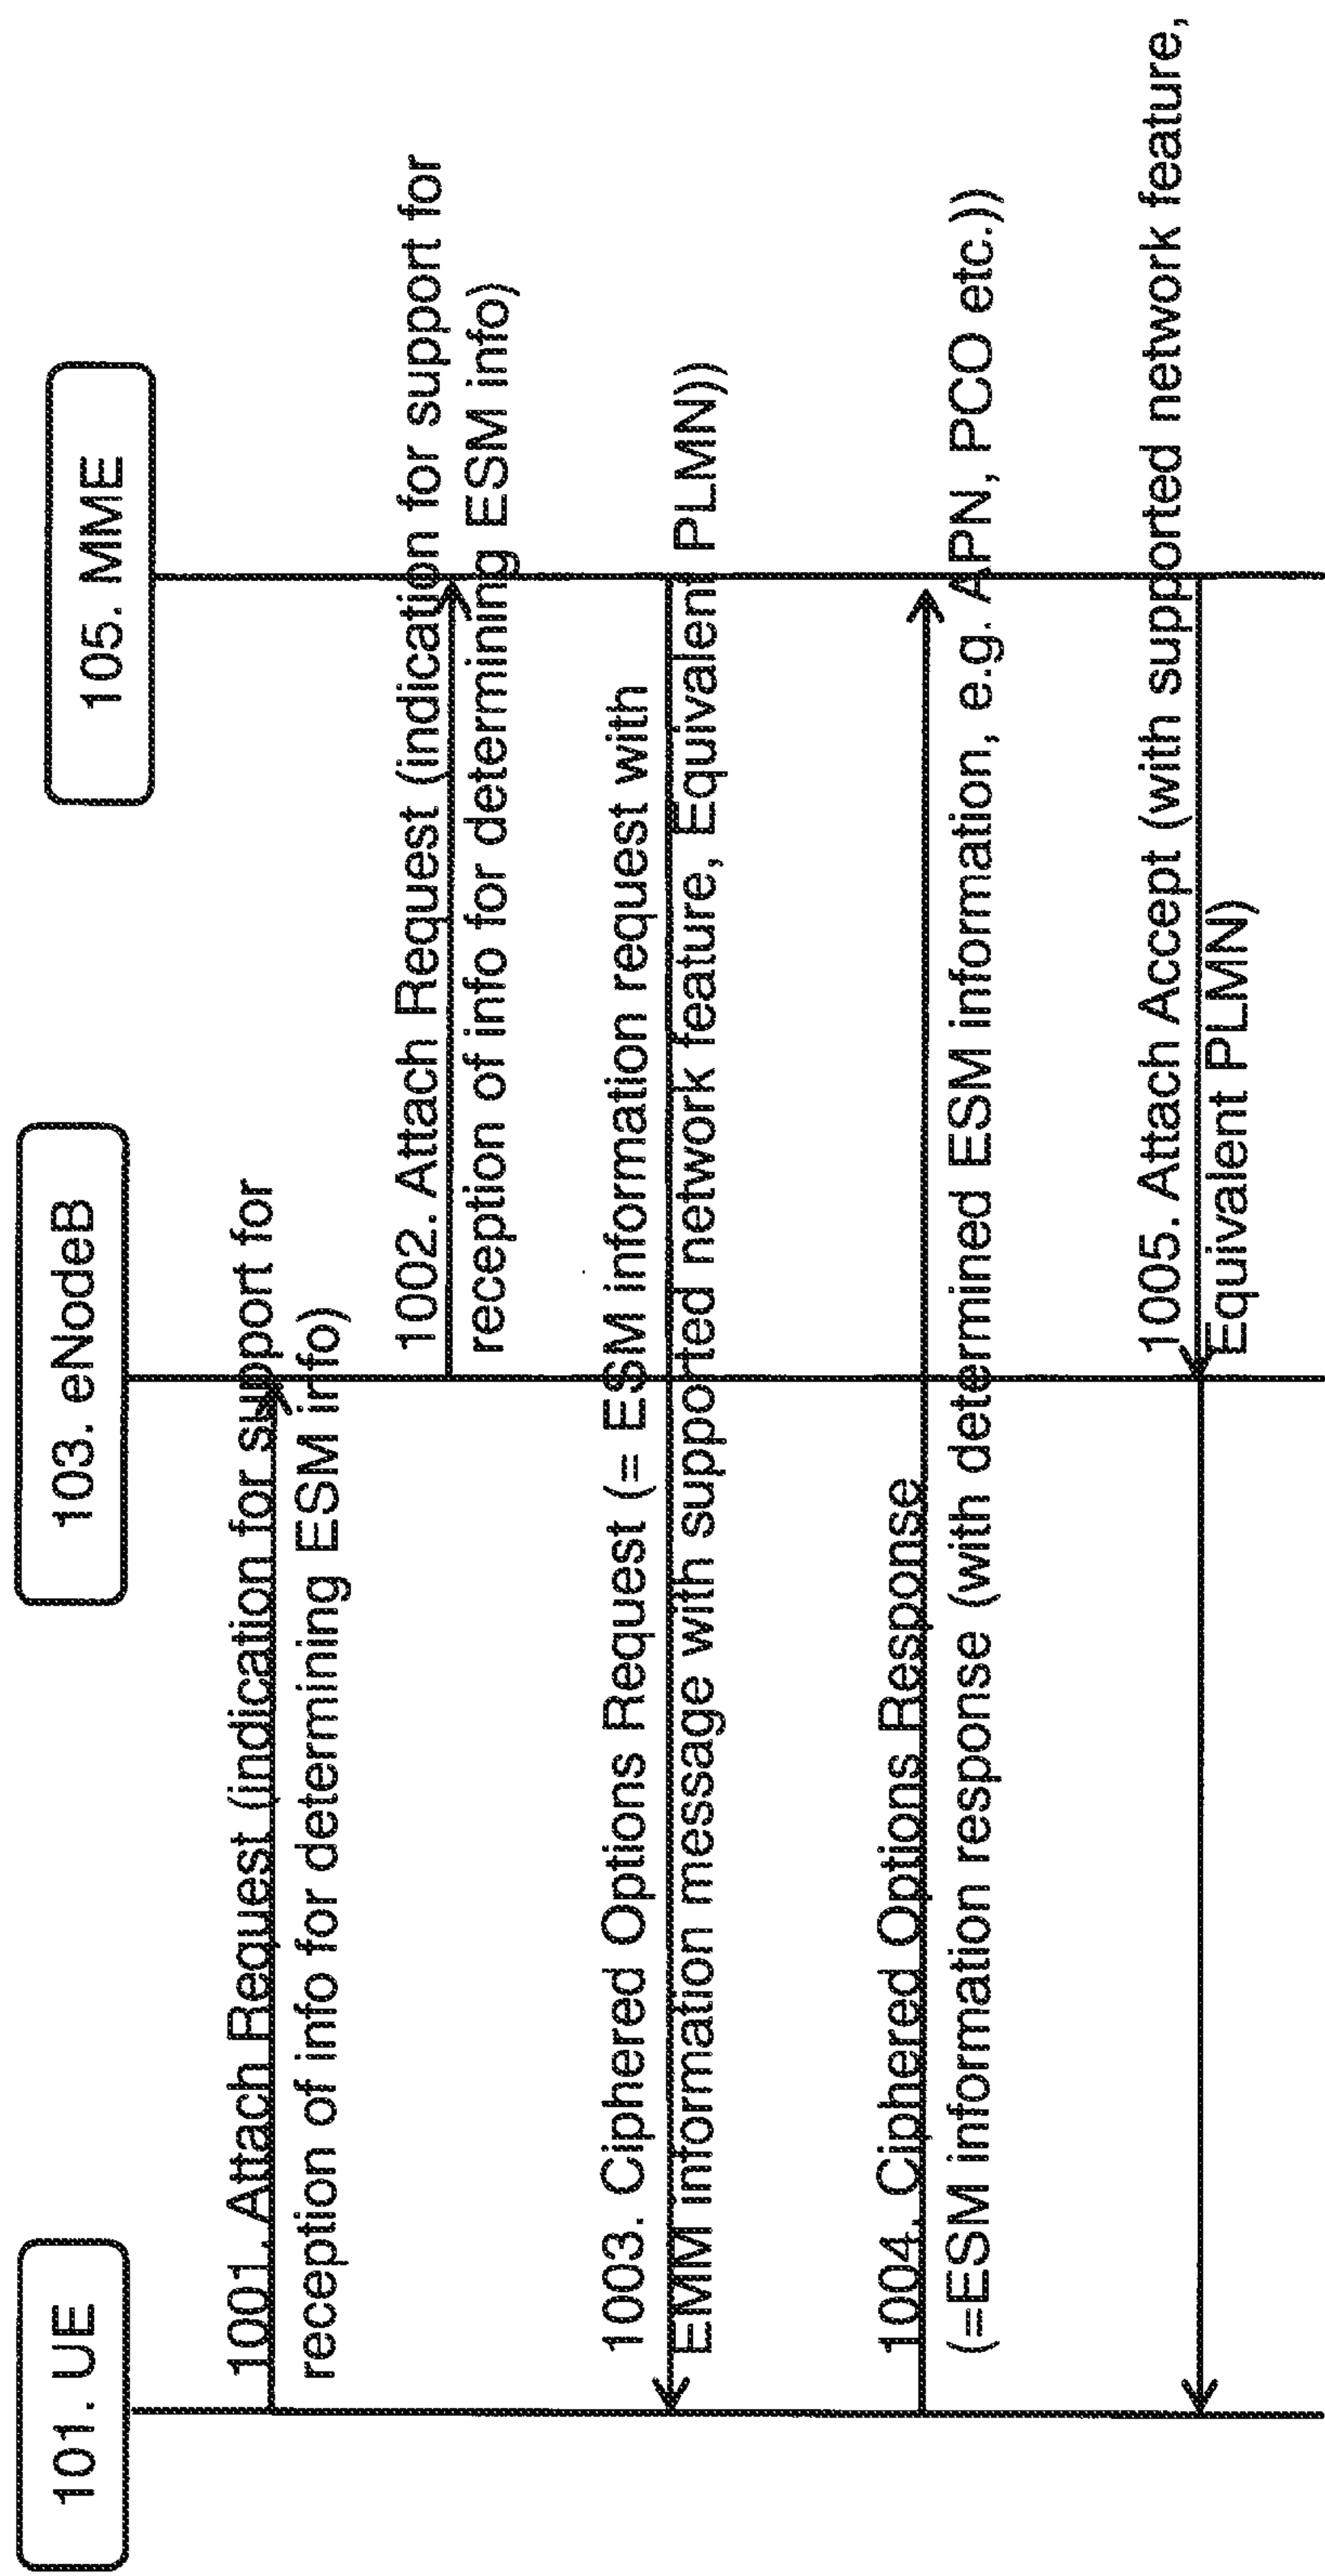 101. UE
103. eNodeB
105. MME
1001. Attach Request (indication for support for
reception of info for determining ESM info)
1002. Attach Request (indication for support for
reception of info for determining ESM info)
1003. Ciphered Options Request (= ESM information request with
EMM information message with supported network feature, Equivalent PLMN))
1004. Ciphered Options Response
(=ESM information response (with determined ESM information, e.g. APN, PCO etc.))
1005. Attach Accept (with supported network feature,
Equivalent PLMN)